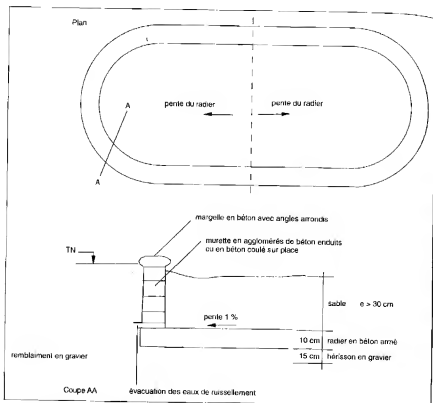 Plan
A
pente du radier
pente du radier
A
margelle en béton avec angles arrondis
TN
murette en agglomérés de béton enduits
ou en béton coulé sur place
sable e > 30 cm
pente 1 %
10 cm radier en béton armé
remblaiment en gravier
15 cm hérisson en gravier
Coupe AA
évacuation des eaux de ruissellement